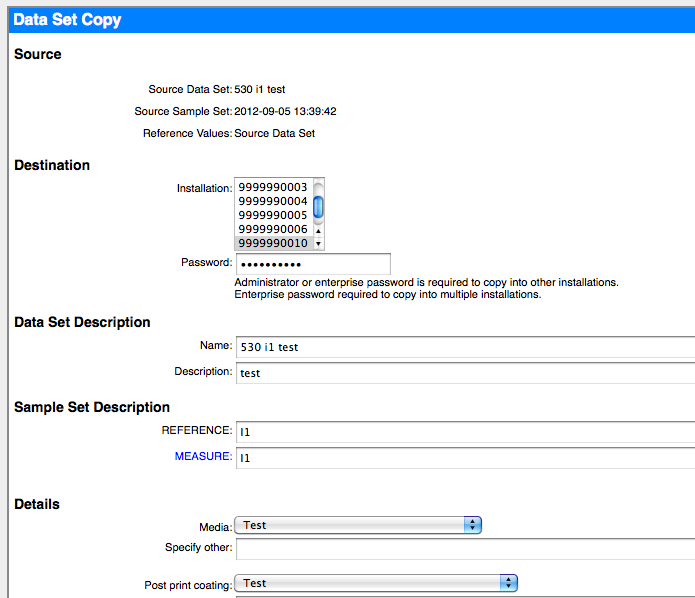 Data Set Copy
Source
Source Data Set: 530 i1 test
Source Sample Set: 2012-09-05 13:39:42
Reference Values: Source Data Set
Destination
Installation: 9999990003
9999990004
9999990005
9999990006
9999990010
Password: ••••••••••
Administrator or enterprise password is required to copy into other installations.
Enterprise password required to copy into multiple installations.
Data Set Description
Name: 530 i1 test
Description: test
Sample Set Description
REFERENCE: I1
MEASURE: I1
Details
Media: Test
Specify other:
Post print coating: Test